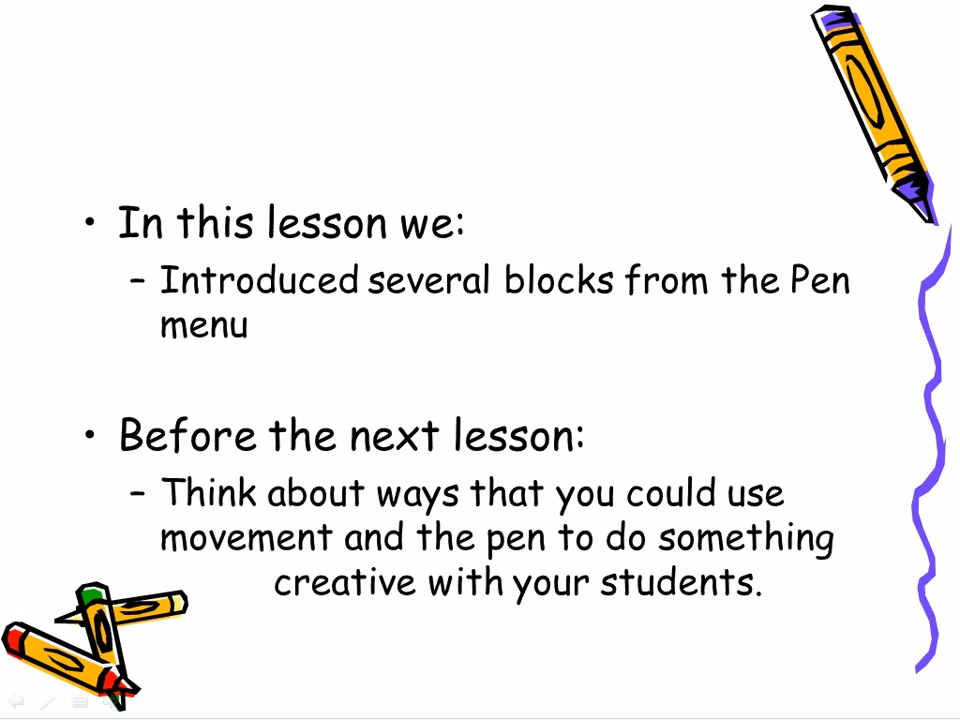 • In this lesson we:
– Introduced several blocks from the Pen
menu
• Before the next lesson:
– Think about ways that you could use
movement and the pen to do something
creative with your students.